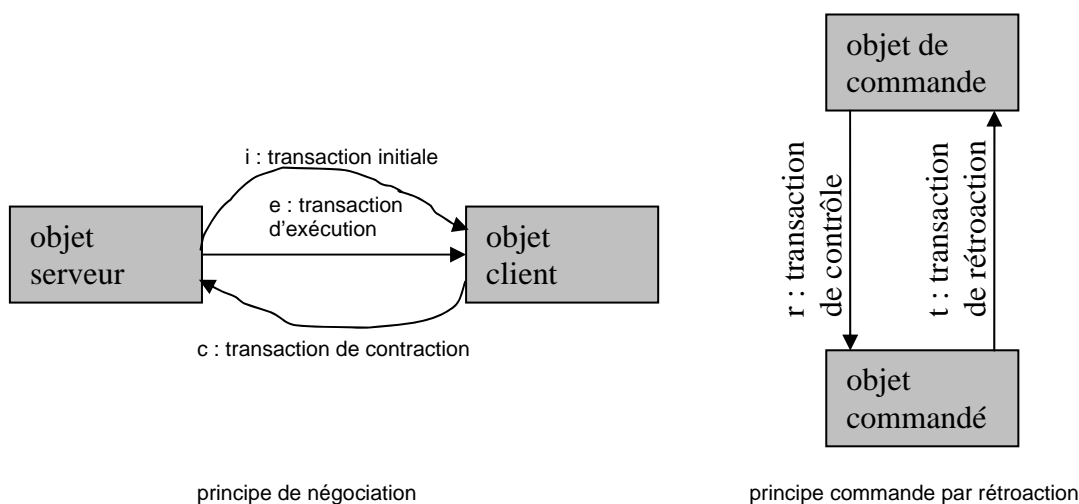 i : transaction initiale
e : transaction
d'exécution
objet
serveur
objet
client
c : transaction de contraction
principe de négociation
objet de
commande
r : transaction
de contrôle
t : transaction
de rétroaction
objet
commandé
principe commande par rétroaction